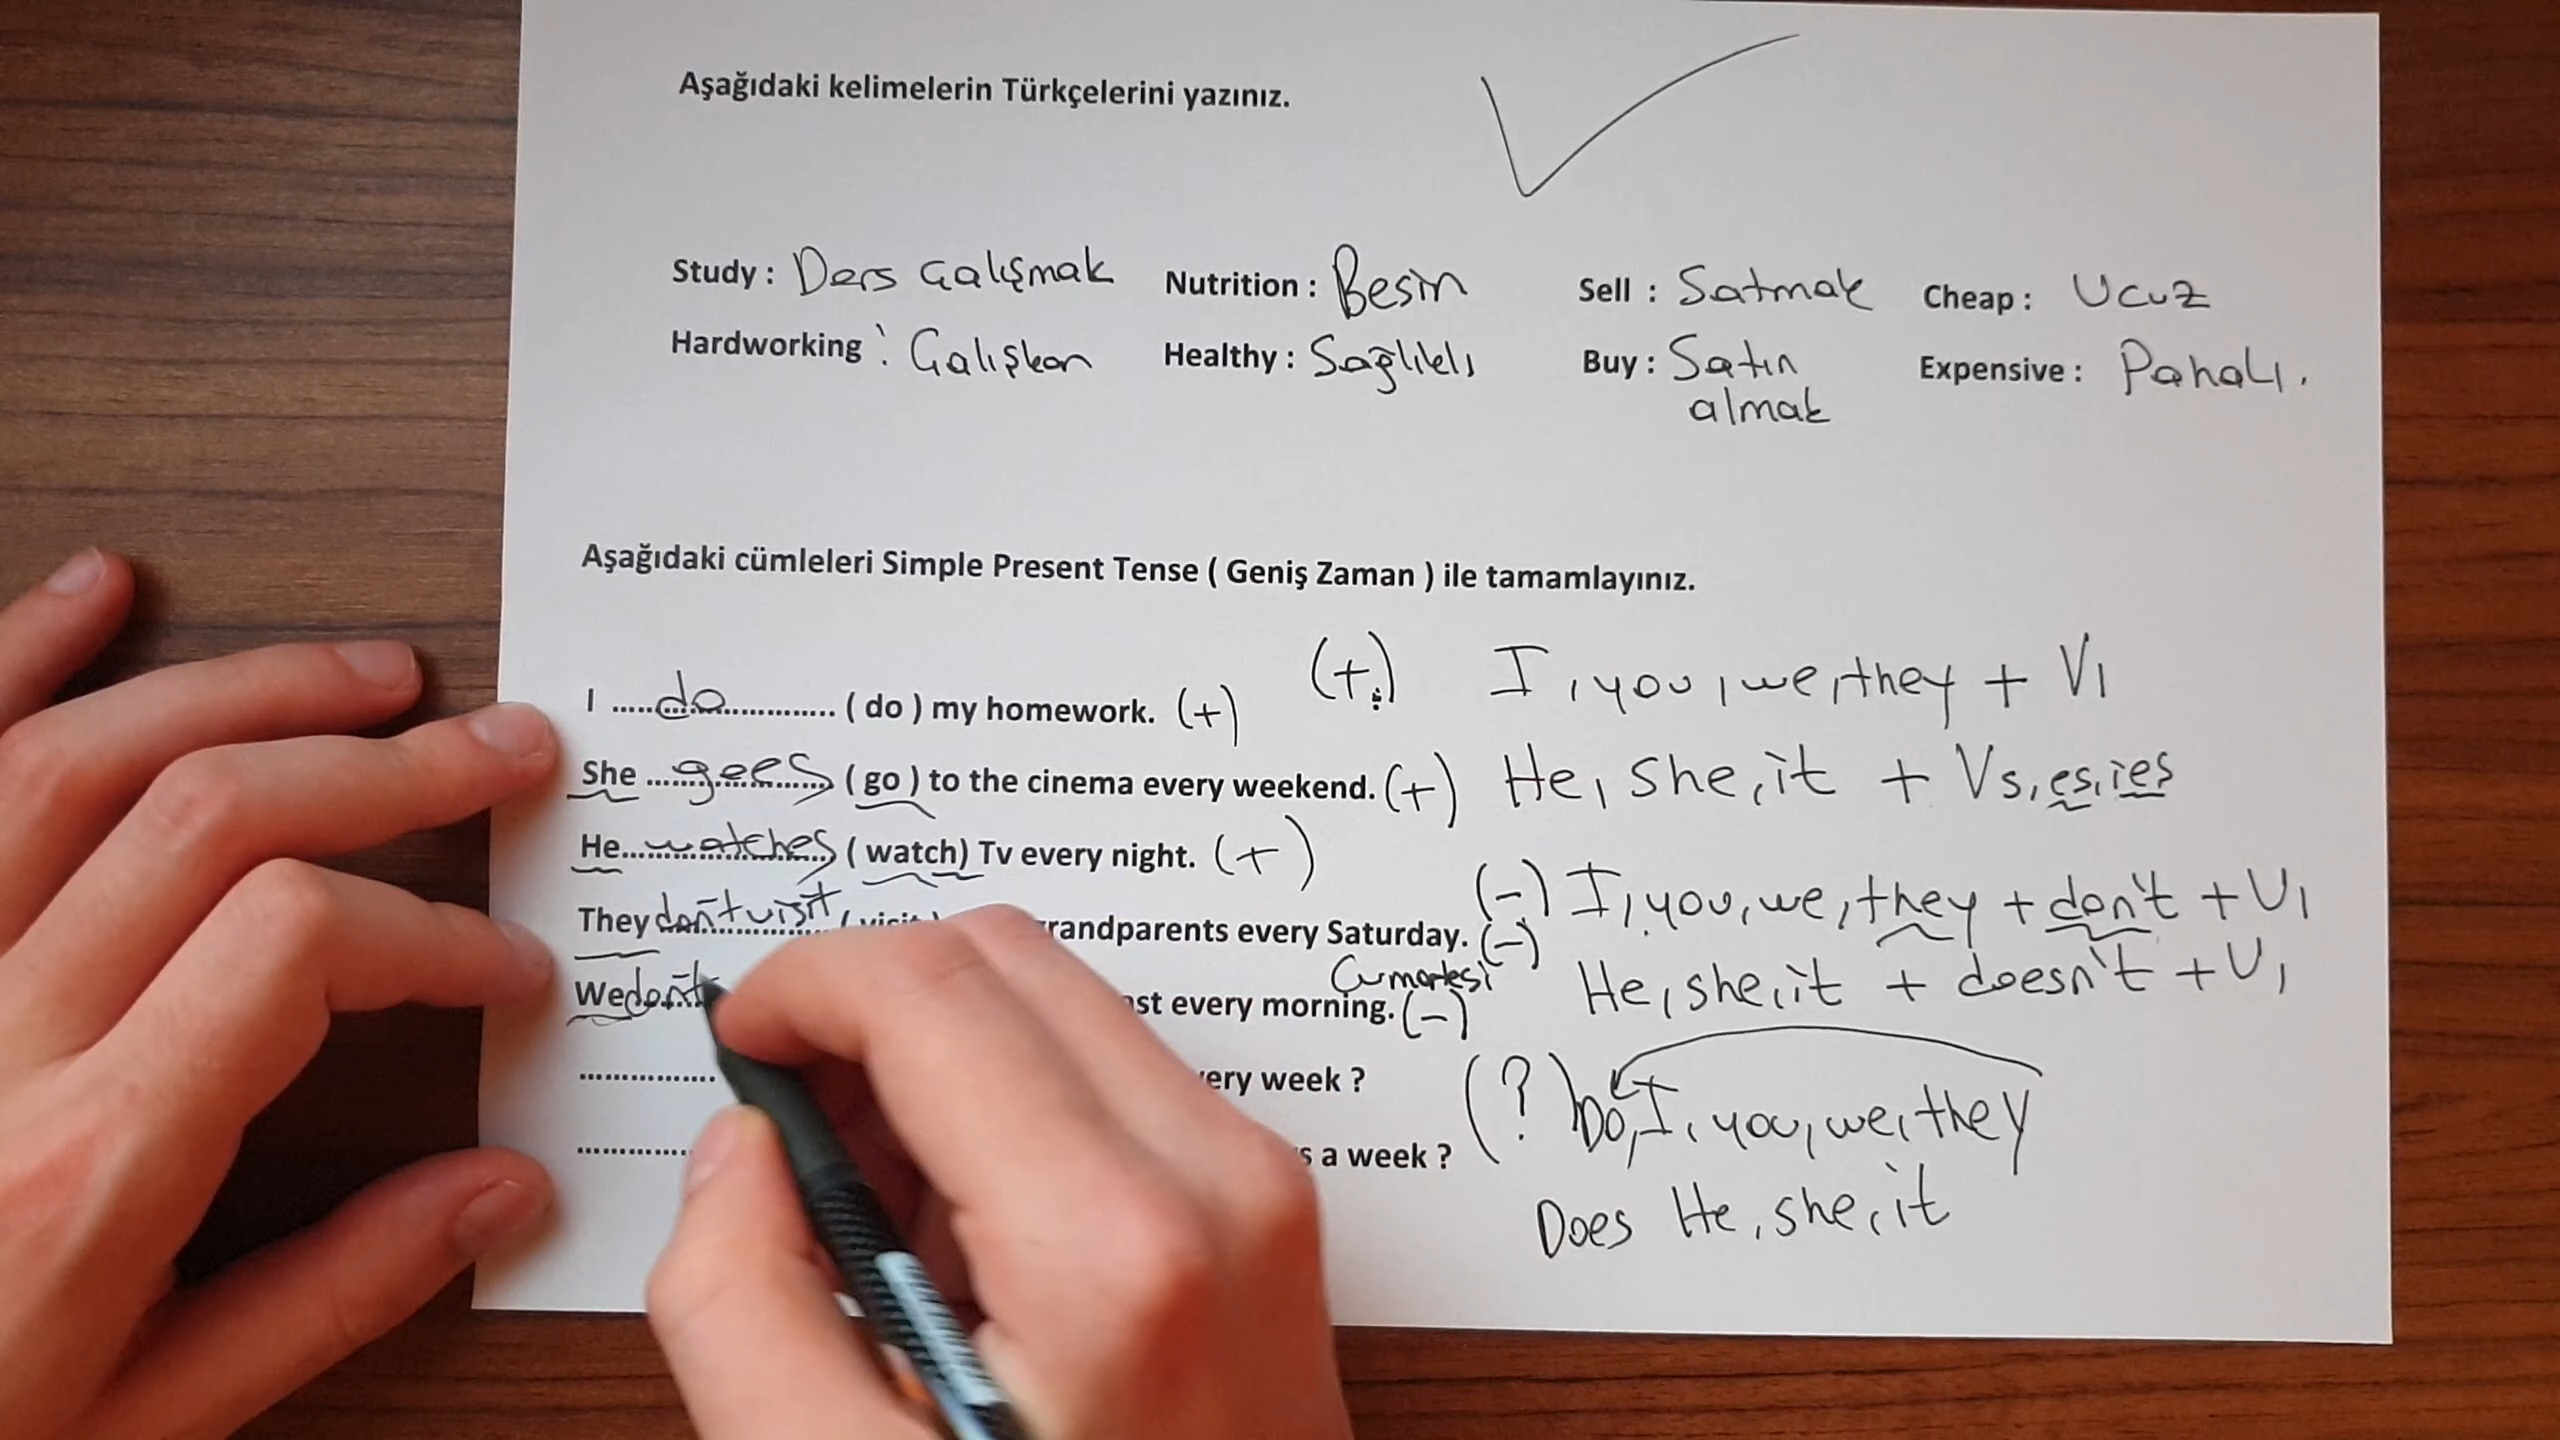 Aşağıdaki kelimelerin Türkçelerini yazınız.
Study : Ders Çalışmak Nutrition : Besin Sell : Satmak Cheap : Ucuz
Hardworking : Çalışkan Healthy : Sağlıklı Buy : Satın almak Expensive : Pahalı.
Aşağıdaki cümleleri Simple Present Tense ( Geniş Zaman ) ile tamamlayınız.
I .....do............. ( do ) my homework. (+) (+) I, you, we, they + V1
She ....goes.... ( go ) to the cinema every weekend. (+) He, she, it + Vs, es, ies
He....watches.... ( watch) Tv every night. (+)
They don't visit ( visit ) grandparents every Saturday. (-) (-) I, you, we, they + don't + V1
Cumartesi
We don't every morning. (-) He, she, it + doesn't + V1
............... week ? (?) Do, I, you, we, they
............... a week ?
Does He, she, it